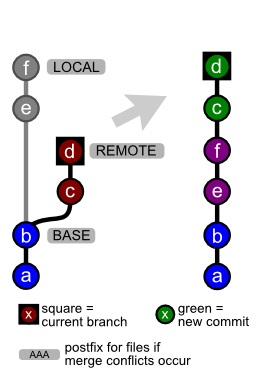 f LOCAL d
e c
d REMOTE f
c e
b BASE b
a a
x square = x green =
current branch new commit
AAA postfix for files if
merge conflicts occur